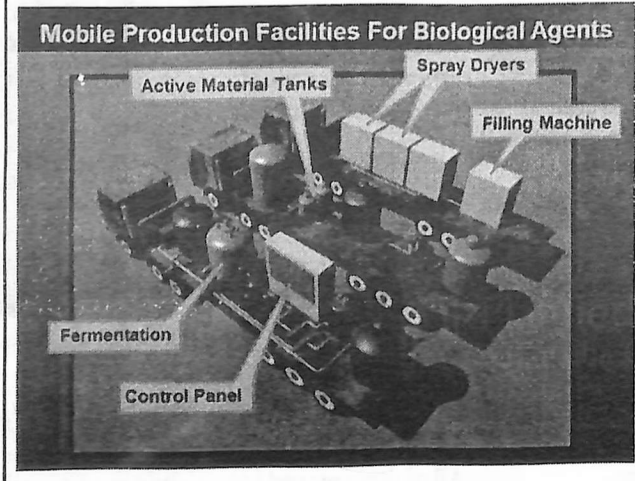 Mobile Production Facilities For Biological Agents
Spray Dryers
Active Material Tanks
Filling Machine
Fermentation
Control Panel